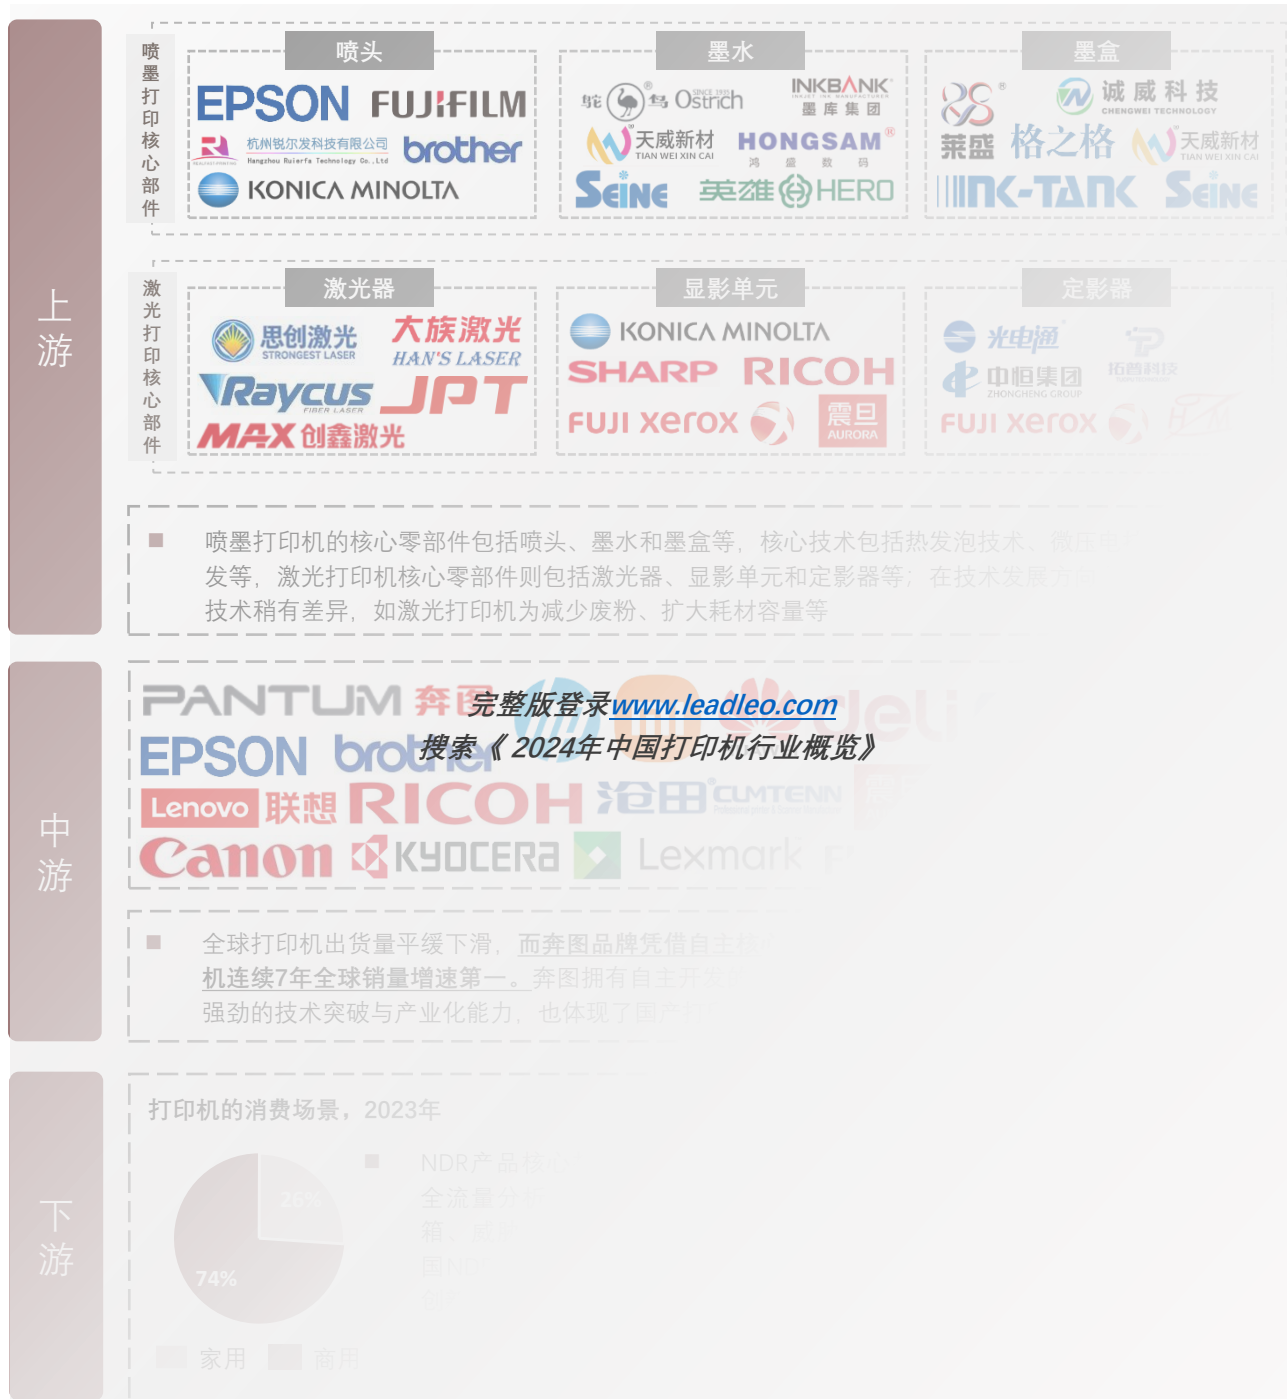 上游
喷墨打印核心部件
喷头
EPSON
FUJIFILM
杭州锐尔发科技有限公司
Hangzhou Ruierfa Technology Co.,Ltd
brother
KONICA MINOLTA
墨水
鸵鸟 SINCE 1935 Ostrich
INKBANK
墨库集团
天威新材
TIAN WEI XIN CAI
HONGSAM
鸿盛数码
SEINE
英雄 HERO
墨盒
莱盛
诚威科技
CHENGWEI TECHNOLOGY
格之格
天威新材
TIAN WEI XIN CAI
INK-TANK
SEINE
激光打印核心部件
激光器
思创激光
STRONGEST LASER
大族激光
HAN'S LASER
Raycus
FIBER LASER
JPT
MAX 创鑫激光
显影单元
KONICA MINOLTA
SHARP
RICOH
FUJI xerox
震旦
AURORA
定影器
光电通
中恒集团
ZHONGHENG GROUP
拓普科技
FUJI xerox
喷墨打印机的核心零部件包括喷头、墨水和墨盒等，核心技术包括热发泡技术、微压电
发等，激光打印机核心零部件则包括激光器、显影单元和定影器等；在技术发展方向
技术稍有差异，如激光打印机为减少废粉、扩大耗材容量等
中游
PANTUM 奔图
hp
deli
完整版登录www.leadleo.com
搜索《 2024年中国打印机行业概览》
EPSON
brother
Lenovo 联想
RICOH
沧田 CUMTENN
Canon
KYOCERA
Lexmark
全球打印机出货量平缓下滑，而奔图品牌凭借自主核心
机连续7年全球销量增速第一。奔图拥有自主开发
强劲的技术突破与产业化能力，也体现了国产打
下游
打印机的消费场景，2023年
26%
74%
家用
商用
NDR产品核心
全流量分
箱、威